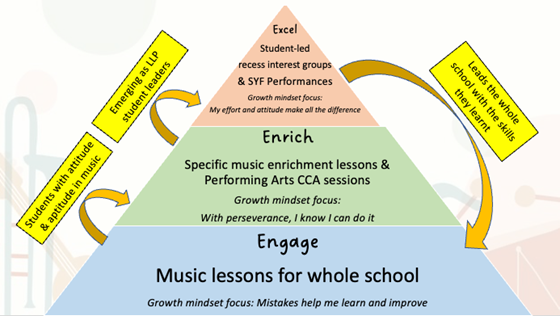 Excel
Student-led
recess interest groups
& SYF Performances
Growth mindset focus:
My effort and attitude make all the difference
Emerging as LLP
student leaders
Leads the whole
school with the skills
they learnt
Enrich
Specific music enrichment lessons &
Performing Arts CCA sessions
Growth mindset focus:
With perseverance, I know I can do it
Students with attitude
& aptitude in music
Engage
Music lessons for whole school
Growth mindset focus: Mistakes help me learn and improve